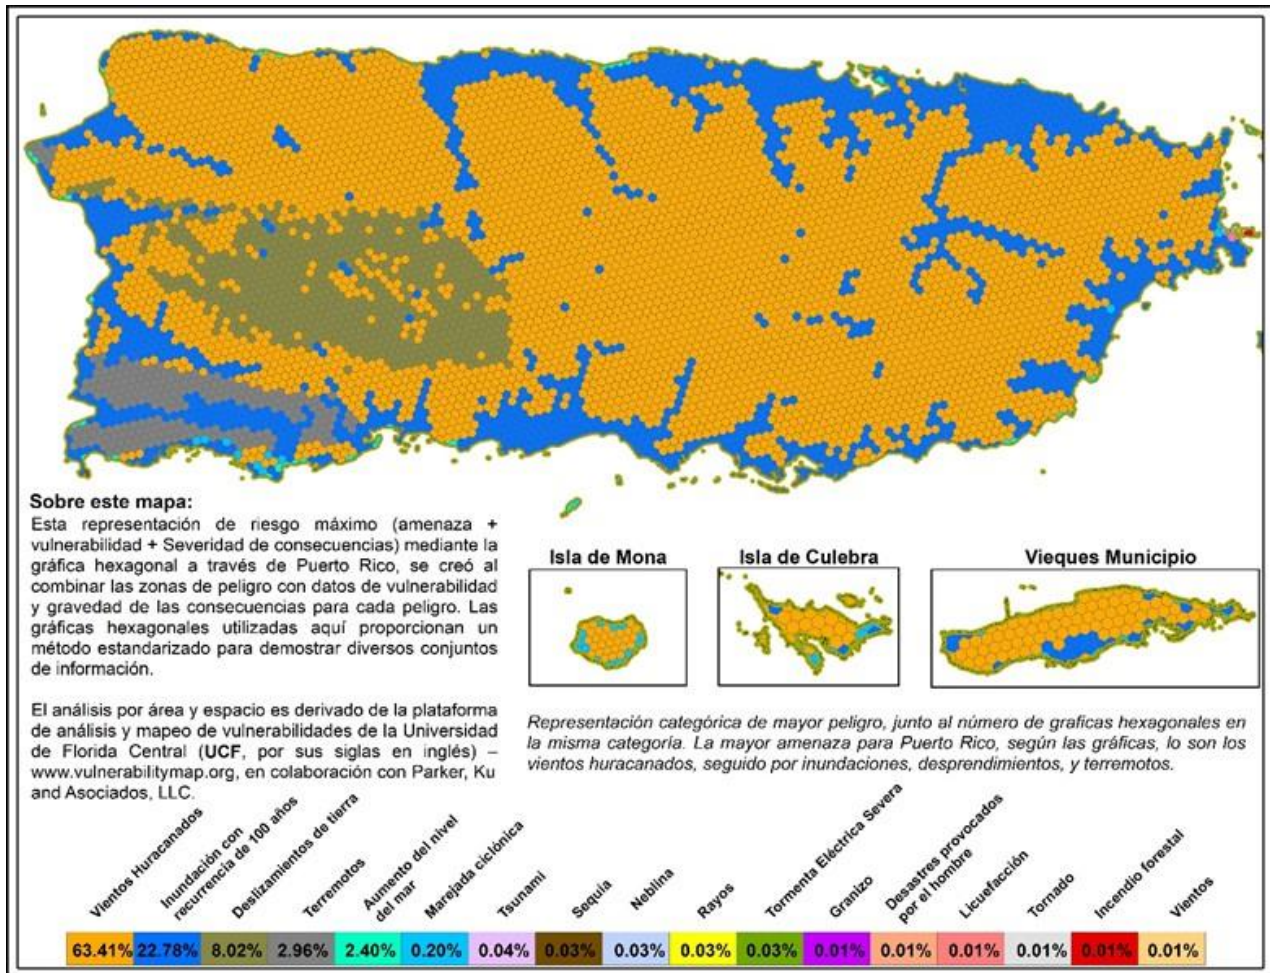 Sobre este mapa:
Esta representación de riesgo máximo (amenaza +
vulnerabilidad + Severidad de consecuencias) mediante la
gráfica hexagonal a través de Puerto Rico, se creó al
combinar las zonas de peligro con datos de vulnerabilidad
y gravedad de las consecuencias para cada peligro. Las
gráficas hexagonales utilizadas aquí proporcionan un
método estandarizado para demostrar diversos conjuntos
de información.
El análisis por área y espacio es derivado de la plataforma
de análisis y mapeo de vulnerabilidades de la Universidad
de Florida Central (UCF, por sus siglas en inglés) –
www.vulnerabilitymap.org, en colaboración con Parker, Ku
and Asociados, LLC.
Isla de Mona
Isla de Culebra
Vieques Municipio
Representación categórica de mayor peligro, junto al número de graficas hexagonales en
la misma categoría. La mayor amenaza para Puerto Rico, según las gráficas, lo son los
vientos huracanados, seguido por inundaciones, desprendimientos, y terremotos.
Vientos Huracanados
Inundación con
recurrencia de 100 años
Deslizamientos de tierra
Terremotos
Aumento del nivel
del mar
Marejada ciclónica
Tsunami
Sequia
Neblina
Rayos
Tormenta Eléctrica Severa
Granizo
Desastres provocados
por el hombre
Licuefacción
Tornado
Incendio forestal
Vientos
63.41% 22.78% 8.02% 2.96% 2.40% 0.20% 0.04% 0.03% 0.03% 0.03% 0.03% 0.01% 0.01% 0.01% 0.01% 0.01% 0.01%